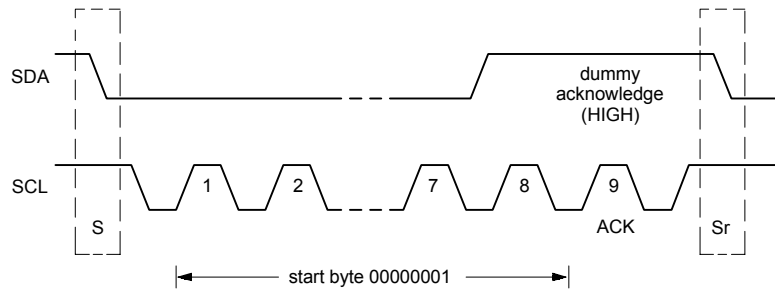 SDA
dummy
acknowledge
(HIGH)
SCL
1
2
7
8
9
S
ACK
Sr
start byte 00000001